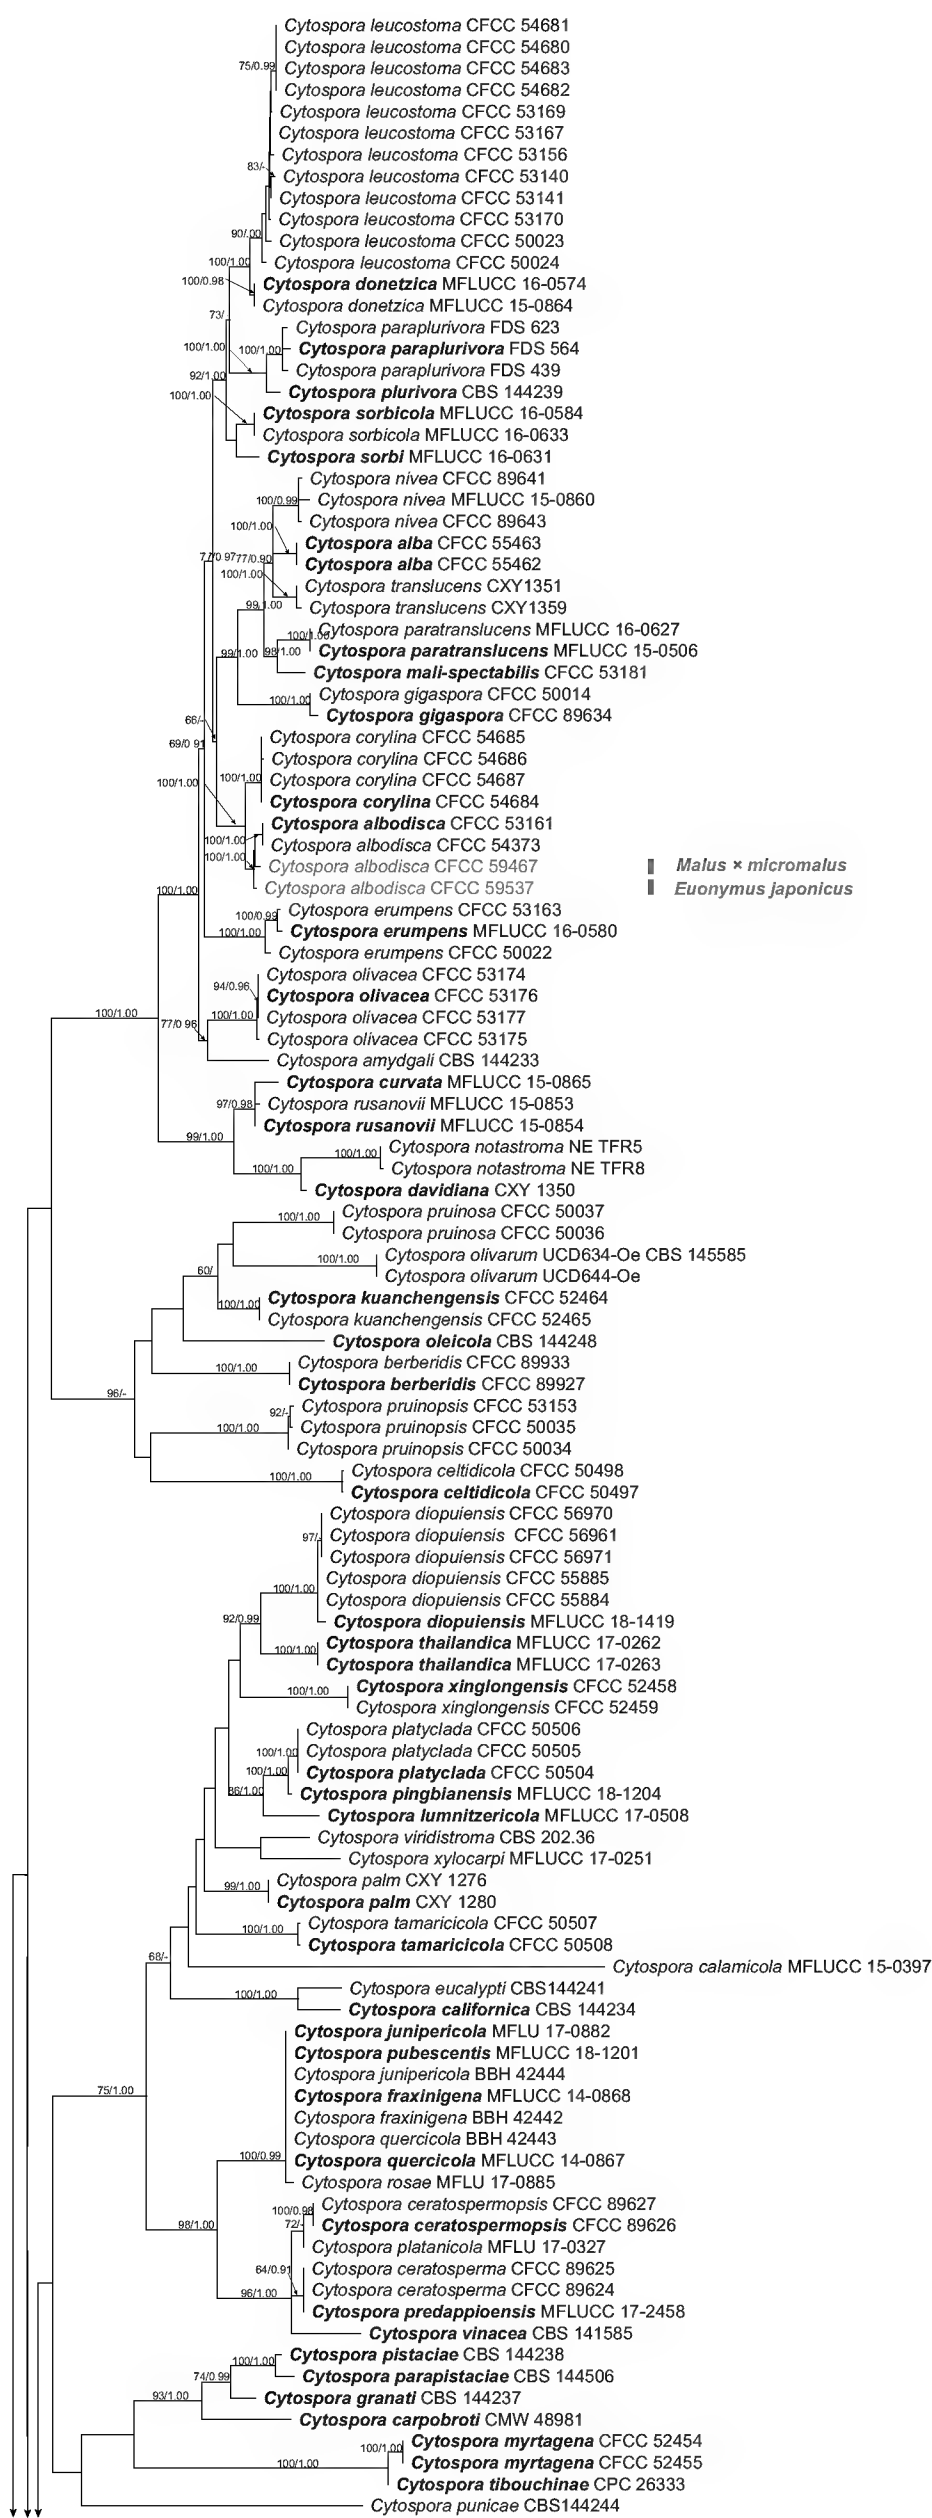 Cytospora leucostoma CFCC 54681
Cytospora leucostoma CFCC 54680
75/0.99 Cytospora leucostoma CFCC 54683
Cytospora leucostoma CFCC 54682
Cytospora leucostoma CFCC 53169
Cytospora leucostoma CFCC 53167
Cytospora leucostoma CFCC 53156
83/- Cytospora leucostoma CFCC 53140
Cytospora leucostoma CFCC 53141
Cytospora leucostoma CFCC 53170
90/.00 Cytospora leucostoma CFCC 50023
100/1.00 Cytospora leucostoma CFCC 50024
100/0.98 Cytospora donetzica MFLUCC 16-0574
Cytospora donetzica MFLUCC 15-0864
73/ Cytospora paraplurivora FDS 623
100/1.00 100/1.00 Cytospora paraplurivora FDS 564
Cytospora paraplurivora FDS 439
92/1.00
100/1.00 Cytospora plurivora CBS 144239
Cytospora sorbicola MFLUCC 16-0584
Cytospora sorbicola MFLUCC 16-0633
Cytospora sorbi MFLUCC 16-0631
Cytospora nivea CFCC 89641
100/0.99 Cytospora nivea MFLUCC 15-0860
100/1.00 Cytospora nivea CFCC 89643
Cytospora alba CFCC 55463
77/0.97 77/0.90 Cytospora alba CFCC 55462
100/1.00 Cytospora translucens CXY1351
99/1.00 Cytospora translucens CXY1359
100/1.00 Cytospora paratranslucens MFLUCC 16-0627
99/1.00 98/1.00 Cytospora paratranslucens MFLUCC 15-0506
Cytospora mali-spectabilis CFCC 53181
100/1.00 Cytospora gigaspora CFCC 50014
66/- Cytospora gigaspora CFCC 89634
69/0.91 Cytospora corylina CFCC 54685
Cytospora corylina CFCC 54686
100/1.00 100/1.00 Cytospora corylina CFCC 54687
Cytospora corylina CFCC 54684
Cytospora albodisca CFCC 53161
100/1.00 Cytospora albodisca CFCC 54373
100/1.00 Cytospora albodisca CFCC 59467 Malus × micromalus
100/1.00 Cytospora albodisca CFCC 59537 Euonymus japonicus
100/0.99 Cytospora erumpens CFCC 53163
100/1.00 Cytospora erumpens MFLUCC 16-0580
Cytospora erumpens CFCC 50022
Cytospora olivacea CFCC 53174
94/0.96 Cytospora olivacea CFCC 53176
100/1.00 77/0.96 100/1.00 Cytospora olivacea CFCC 53177
Cytospora olivacea CFCC 53175
Cytospora amydgali CBS 144233
Cytospora curvata MFLUCC 15-0865
97/0.98 Cytospora rusanovii MFLUCC 15-0853
99/1.00 Cytospora rusanovii MFLUCC 15-0854
100/1.00 Cytospora notastroma NE TFR5
100/1.00 Cytospora notastroma NE TFR8
Cytospora davidiana CXY 1350
100/1.00 Cytospora pruinosa CFCC 50037
Cytospora pruinosa CFCC 50036
100/1.00 Cytospora olivarum UCD634-Oe CBS 145585
60/ Cytospora olivarum UCD644-Oe
100/1.00 Cytospora kuanchengensis CFCC 52464
Cytospora kuanchengensis CFCC 52465
Cytospora oleicola CBS 144248
100/1.00 Cytospora berberidis CFCC 89933
96/- Cytospora berberidis CFCC 89927
92/- Cytospora pruinopsis CFCC 53153
100/1.00 Cytospora pruinopsis CFCC 50035
Cytospora pruinopsis CFCC 50034
100/1.00 Cytospora celtidicola CFCC 50498
Cytospora celtidicola CFCC 50497
Cytospora diopuiensis CFCC 56970
97/- Cytospora diopuiensis CFCC 56961
Cytospora diopuiensis CFCC 56971
100/1.00 Cytospora diopuiensis CFCC 55885
Cytospora diopuiensis CFCC 55884
92/0.99 Cytospora diopuiensis MFLUCC 18-1419
100/1.00 Cytospora thailandica MFLUCC 17-0262
Cytospora thailandica MFLUCC 17-0263
100/1.00 Cytospora xinglongensis CFCC 52458
Cytospora xinglongensis CFCC 52459
Cytospora platyclada CFCC 50506
100/1.00 Cytospora platyclada CFCC 50505
100/1.00 Cytospora platyclada CFCC 50504
86/1.00 Cytospora pingbianensis MFLUCC 18-1204
Cytospora lumnitzericola MFLUCC 17-0508
Cytospora viridistroma CBS 202.36
Cytospora xylocarpi MFLUCC 17-0251
99/1.00 Cytospora palm CXY 1276
Cytospora palm CXY 1280
100/1.00 Cytospora tamaricicola CFCC 50507
Cytospora tamaricicola CFCC 50508
68/- Cytospora calamicola MFLUCC 15-0397
100/1.00 Cytospora eucalypti CBS144241
Cytospora californica CBS 144234
Cytospora junipericola MFLU 17-0882
Cytospora pubescentis MFLUCC 18-1201
Cytospora junipericola BBH 42444
75/1.00 Cytospora fraxinigena MFLUCC 14-0868
Cytospora fraxinigena BBH 42442
Cytospora quercicola BBH 42443
100/0.99 Cytospora quercicola MFLUCC 14-0867
Cytospora rosae MFLU 17-0885
100/0.98 Cytospora ceratospermopsis CFCC 89627
98/1.00 72/- Cytospora ceratospermopsis CFCC 89626
Cytospora platanicola MFLU 17-0327
64/0.91 Cytospora ceratosperma CFCC 89625
96/1.00 Cytospora ceratosperma CFCC 89624
Cytospora predappioensis MFLUCC 17-2458
Cytospora vinacea CBS 141585
100/1.00 Cytospora pistaciae CBS 144238
74/0.99 Cytospora parapistaciae CBS 144506
93/1.00 Cytospora granati CBS 144237
Cytospora carpobroti CMW 48981
100/1.00 Cytospora myrtagena CFCC 52454
100/1.00 Cytospora myrtagena CFCC 52455
Cytospora tibouchinae CPC 26333
Cytospora punicae CBS144244